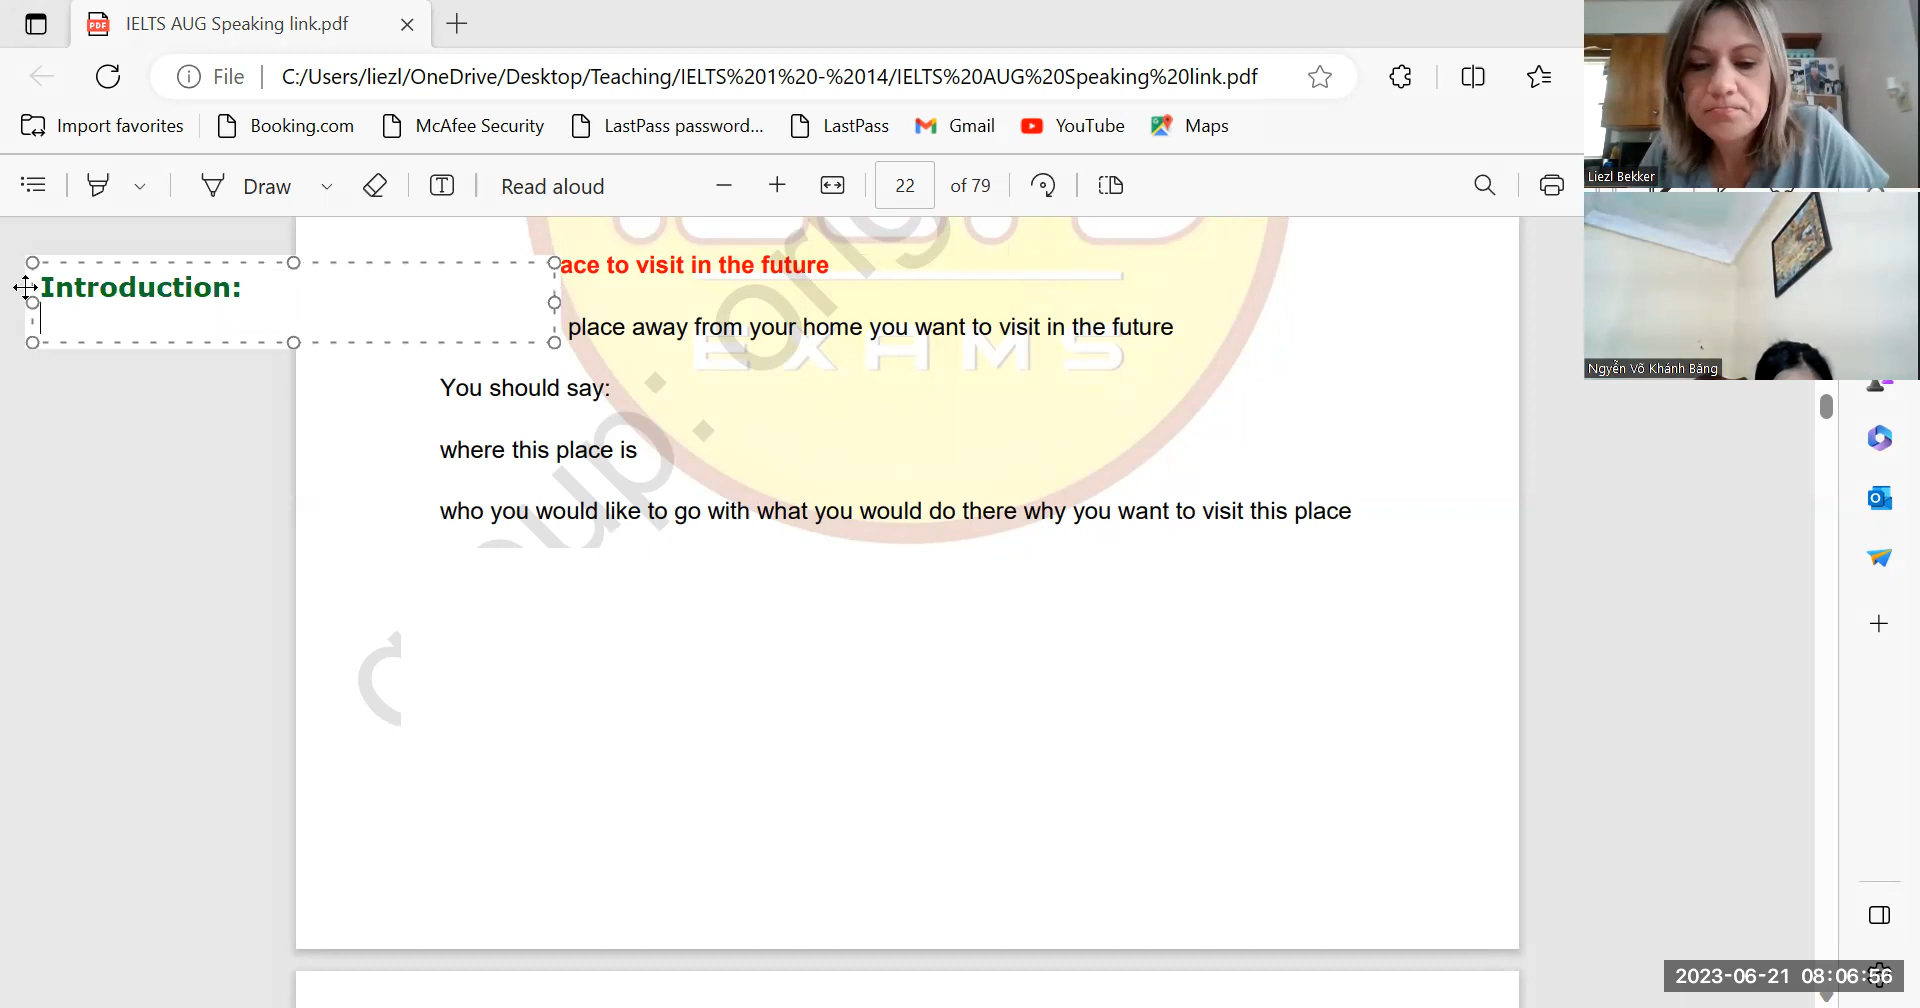 IELTS AUG Speaking link.pdf
File C:/Users/liezl/OneDrive/Desktop/Teaching/IELTS%201%20-%2014/IELTS%20AUG%20Speaking%20link.pdf
Import favorites Booking.com McAfee Security LastPass password... LastPass Gmail YouTube Maps
Draw Read aloud 22 of 79
Liezl Bekker
Nguyễn Võ Khánh Băng
ace to visit in the future
Introduction:
place away from your home you want to visit in the future
EXAMS
You should say:
where this place is
who you would like to go with what you would do there why you want to visit this place
2023-06-21 08:06:56